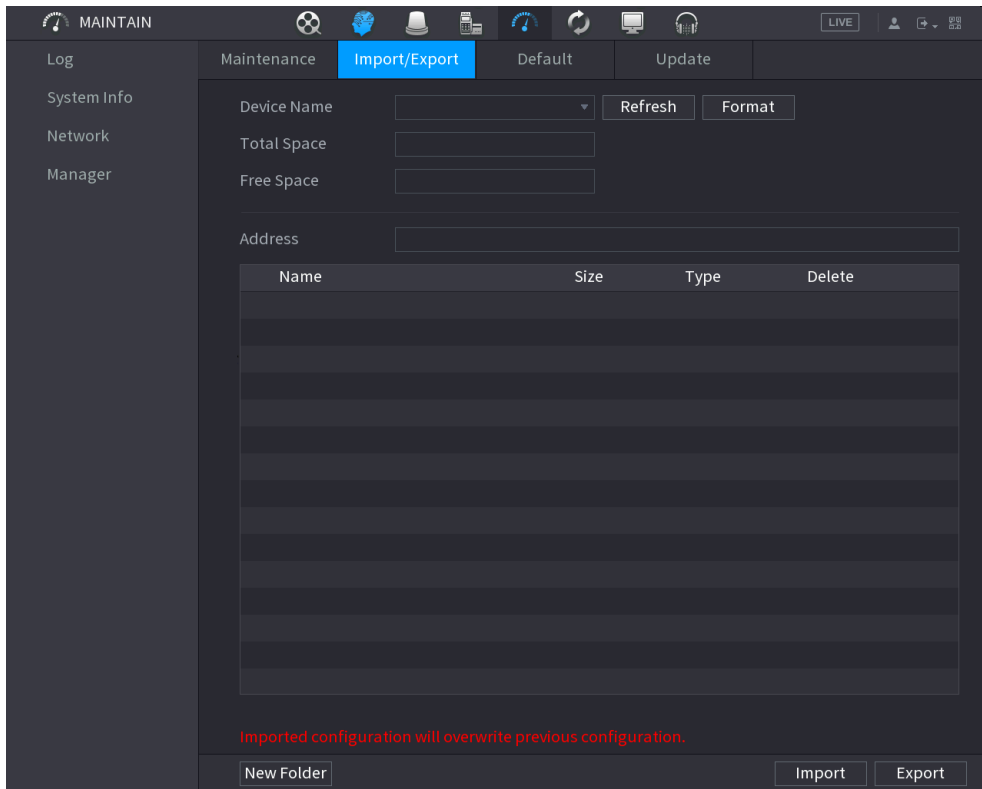 MAINTAIN
LIVE
Log
System Info
Network
Manager
Maintenance Import/Export Default Update
Device Name Refresh Format
Total Space
Free Space
Address
Name Size Type Delete
Imported configuration will overwrite previous configuration.
New Folder Import Export